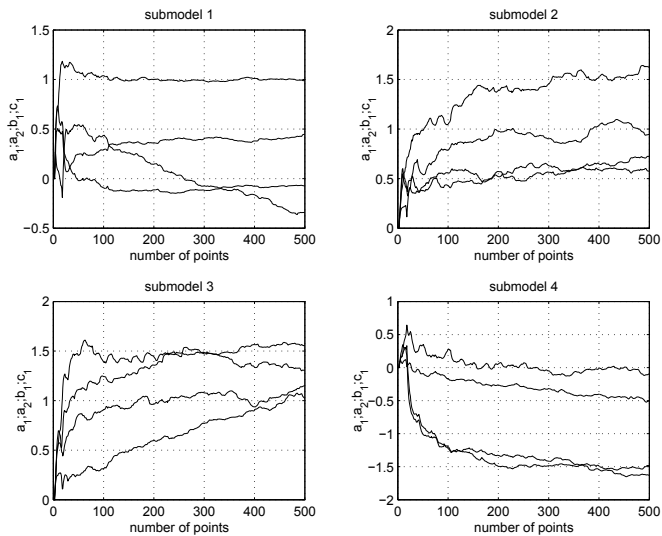 submodel 1
1.5
1
0.5
0
−0.5
0 100 200 300 400 500
number of points
a1;a2;b1;c1
submodel 2
2
1.5
1
0.5
0
0 100 200 300 400 500
number of points
a1;a2;b1;c1
submodel 3
2
1.5
1
0.5
0
0 100 200 300 400 500
number of points
a1;a2;b1;c1
submodel 4
1
0.5
0
−0.5
−1
−1.5
−2
0 100 200 300 400 500
number of points
a1;a2;b1;c1